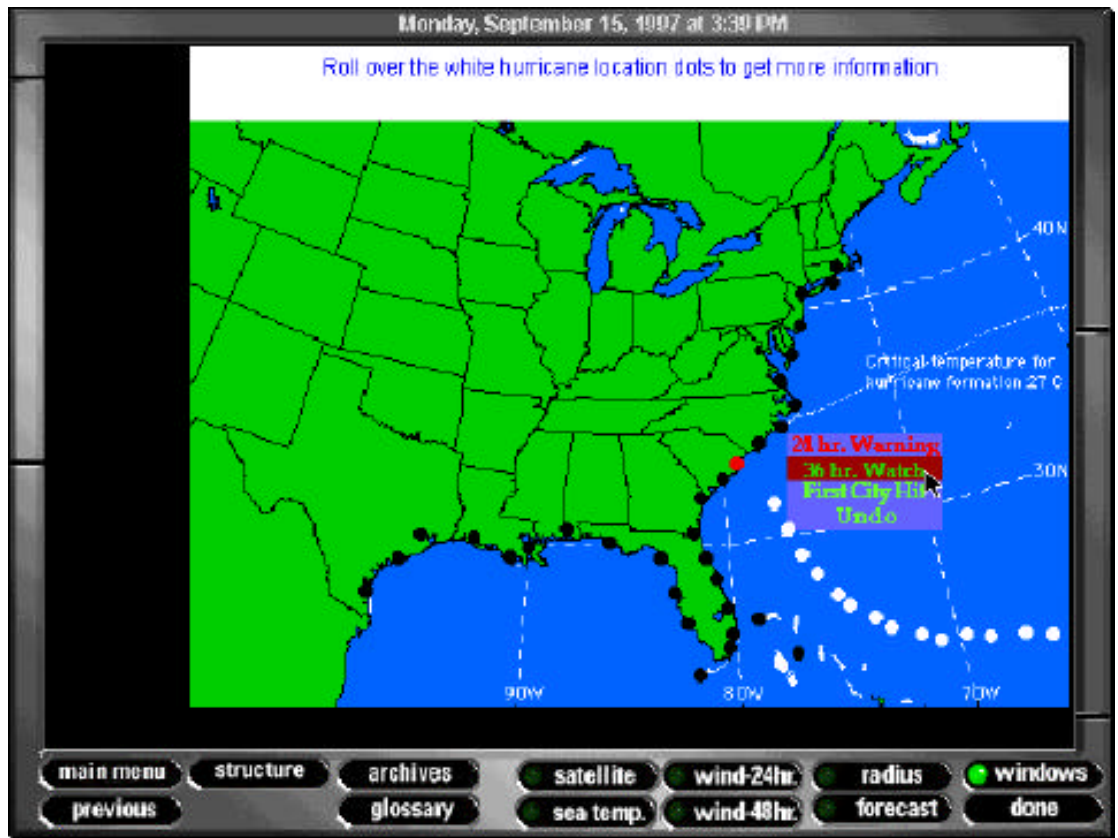 Monday, September 15, 1997 at 3:39 PM
Roll over the white hurricane location dots to get more information
40N
Critical temperature for
hurricane formation 27 C
24 hr. Warning
36 hr. Watch
30N
First City Hit
Undo
90W 80W 70W
main menu structure archives satellite wind-24hr. radius windows
previous glossary sea temp. wind-48hr. forecast done